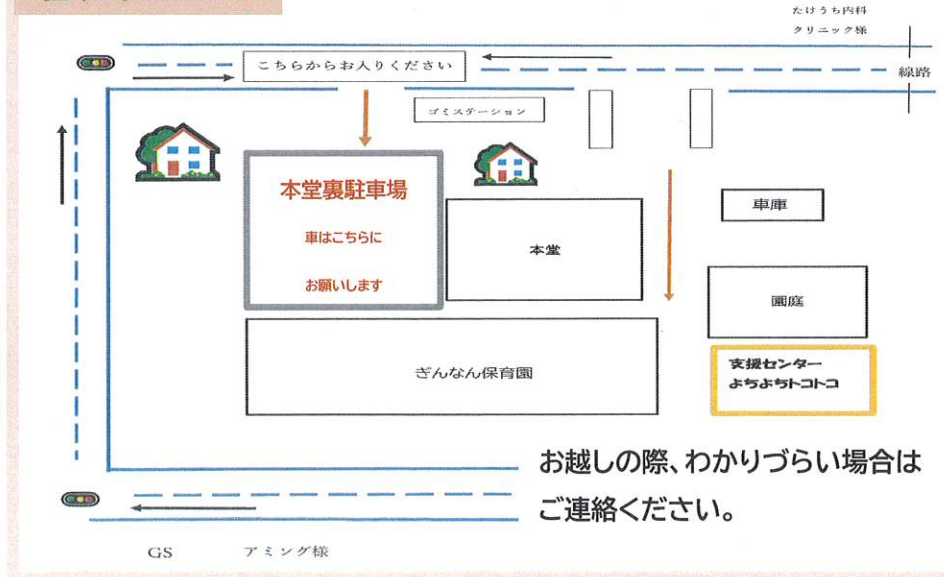 たけうち内科
クリニック様
こちらからお入りください
線路
ゴミステーション
本堂裏駐車場
車はこちらに
お願いします
本堂
車庫
園庭
ぎんなん保育園
支援センター
よちよちトコトコ
お越しの際、わかりづらい場合は
ご連絡ください。
GS
アミング様